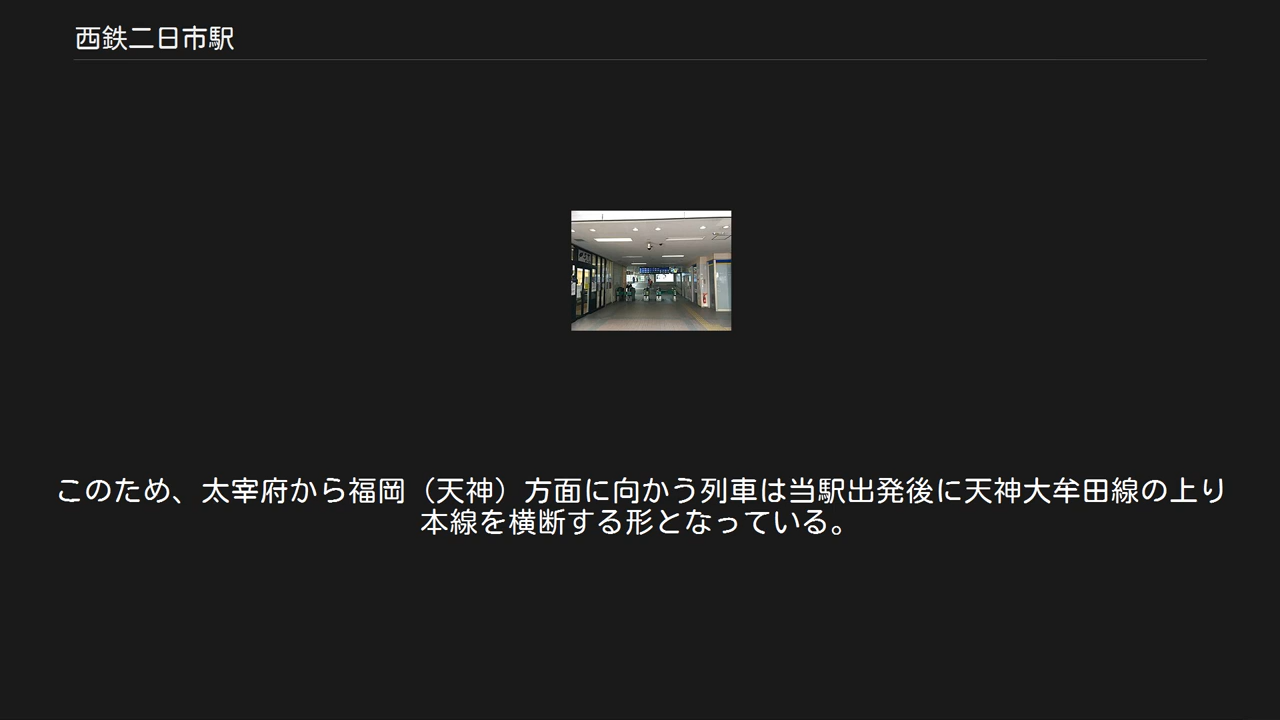 西鉄二日市駅
このため、太宰府から福岡（天神）方面に向かう列車は当駅出発後に天神大牟田線の上り
本線を横断する形となっている。